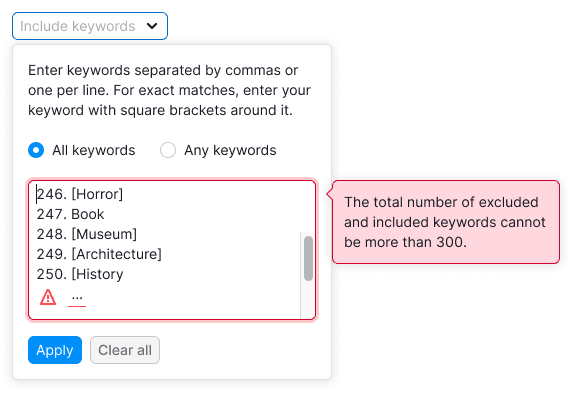 Include keywords
Enter keywords separated by commas or
one per line. For exact matches, enter your
keyword with square brackets around it.
All keywords
Any keywords
246. [Horror]
247. Book
248. [Museum]
249. [Architecture]
250. [History
...
The total number of excluded
and included keywords cannot
be more than 300.
Apply
Clear all